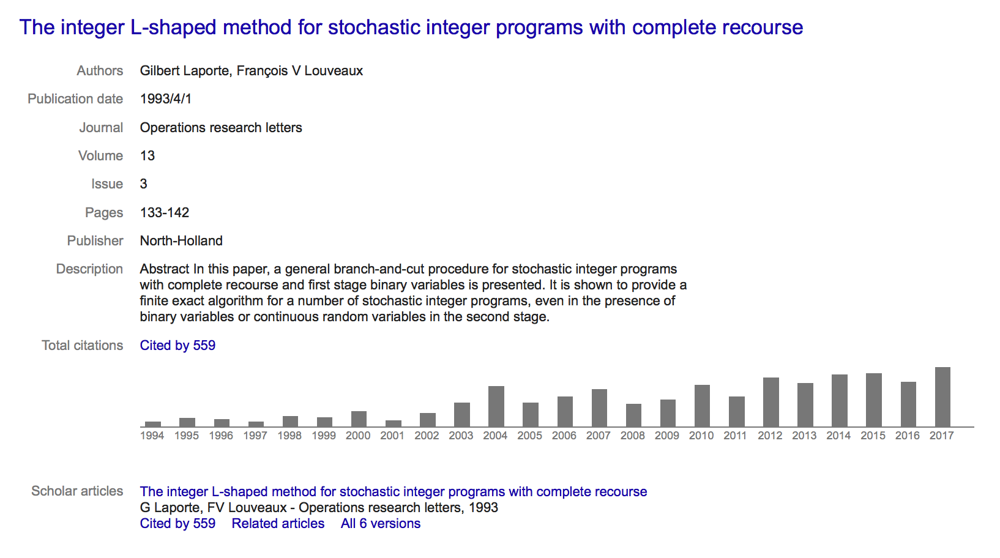 The integer L-shaped method for stochastic integer programs with complete recourse
Authors Gilbert Laporte, François V Louveaux
Publication date 1993/4/1
Journal Operations research letters
Volume 13
Issue 3
Pages 133-142
Publisher North-Holland
Description Abstract In this paper, a general branch-and-cut procedure for stochastic integer programs
with complete recourse and first stage binary variables is presented. It is shown to provide a
finite exact algorithm for a number of stochastic integer programs, even in the presence of
binary variables or continuous random variables in the second stage.
Total citations Cited by 559
1994 1995 1996 1997 1998 1999 2000 2001 2002 2003 2004 2005 2006 2007 2008 2009 2010 2011 2012 2013 2014 2015 2016 2017
Scholar articles The integer L-shaped method for stochastic integer programs with complete recourse
G Laporte, FV Louveaux - Operations research letters, 1993
Cited by 559 Related articles All 6 versions